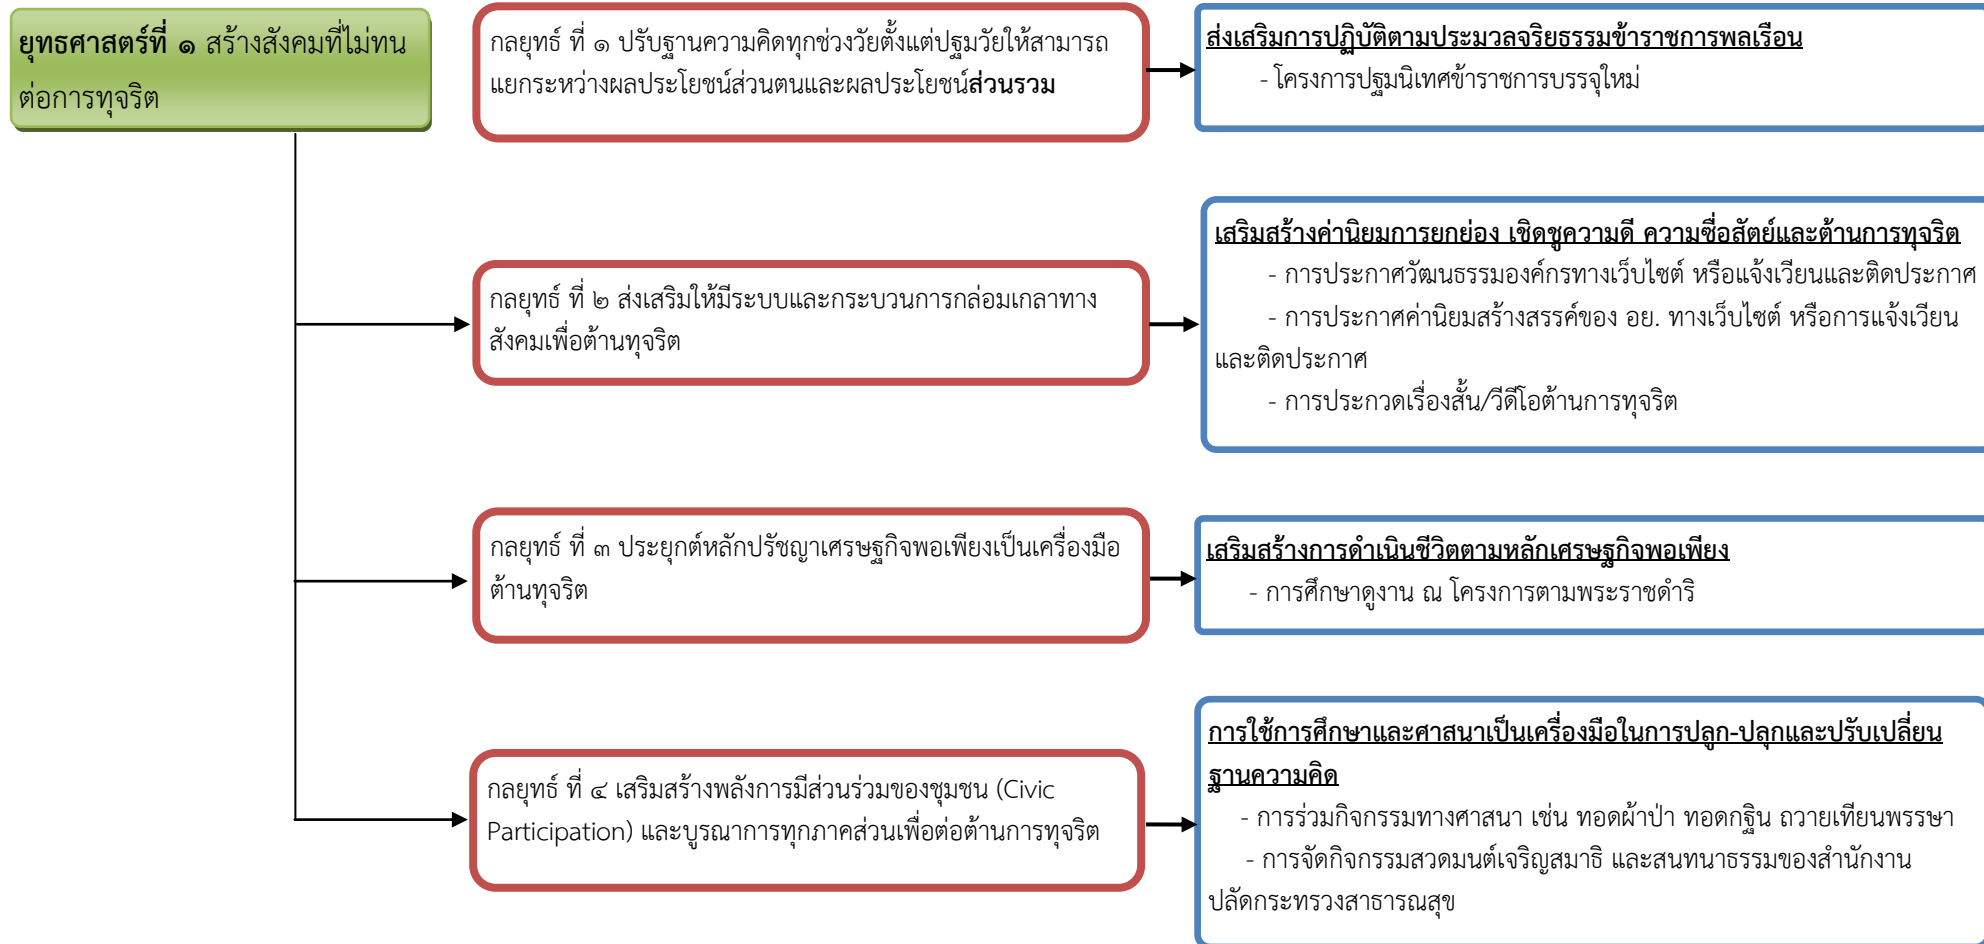 ยุทธศาสตร์ที่ ๑ สร้างสังคมที่ไม่ทน
ต่อการทุจริต
กลยุทธ์ ที่ ๑ ปรับฐานความคิดทุกช่วงวัยตั้งแต่ปฐมวัยให้สามารถ
แยกระหว่างผลประโยชน์ส่วนตนและผลประโยชน์ส่วนรวม
ส่งเสริมการปฏิบัติตามประมวลจริยธรรมข้าราชการพลเรือน
- โครงการปฐมนิเทศข้าราชการบรรจุใหม่
กลยุทธ์ ที่ ๒ ส่งเสริมให้มีระบบและกระบวนการกล่อมเกลาทาง
สังคมเพื่อต้านทุจริต
เสริมสร้างค่านิยมการยกย่อง เชิดชูความดี ความซื่อสัตย์และต้านการทุจริต
- การประกาศวัฒนธรรมองค์กรทางเว็บไซต์ หรือแจ้งเวียนและติดประกาศ
- การประกาศค่านิยมสร้างสรรค์ของ อย. ทางเว็บไซต์ หรือการแจ้งเวียน
และติดประกาศ
- การประกวดเรื่องสั้น/วีดีโอต้านการทุจริต
กลยุทธ์ ที่ ๓ ประยุกต์หลักปรัชญาเศรษฐกิจพอเพียงเป็นเครื่องมือ
ต้านทุจริต
เสริมสร้างการดำเนินชีวิตตามหลักเศรษฐกิจพอเพียง
- การศึกษาดูงาน ณ โครงการตามพระราชดำริ
กลยุทธ์ ที่ ๔ เสริมสร้างพลังการมีส่วนร่วมของชุมชน (Civic
Participation) และบูรณาการทุกภาคส่วนเพื่อต่อต้านการทุจริต
การใช้การศึกษาและศาสนาเป็นเครื่องมือในการปลูก-ปลุกและปรับเปลี่ยน
ฐานความคิด
- การร่วมกิจกรรมทางศาสนา เช่น ทอดผ้าป่า ทอดกฐิน ถวายเทียนพรรษา
- การจัดกิจกรรมสวดมนต์เจริญสมาธิ และสนทนาธรรมของสำนักงาน
ปลัดกระทรวงสาธารณสุข